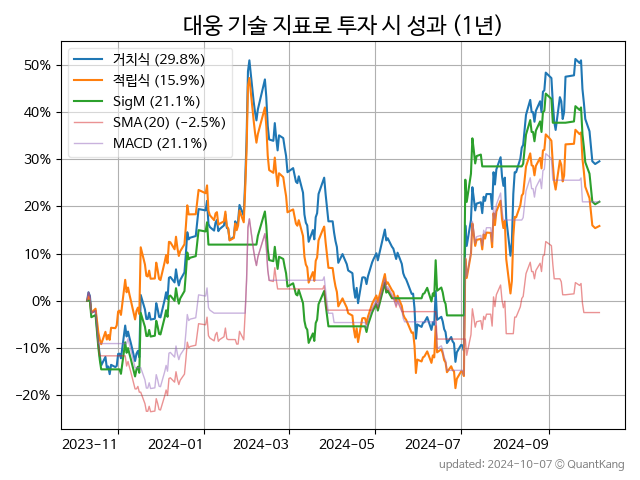 대웅 기술 지표로 투자 시 성과 (1년)
거치식 (29.8%)
적립식 (15.9%)
SigM (21.1%)
SMA(20) (−2.5%)
MACD (21.1%)
50%
40%
30%
20%
10%
0%
−10%
−20%
2023-11 2024-01 2024-03 2024-05 2024-07 2024-09
updated: 2024-10-07 © QuantKang